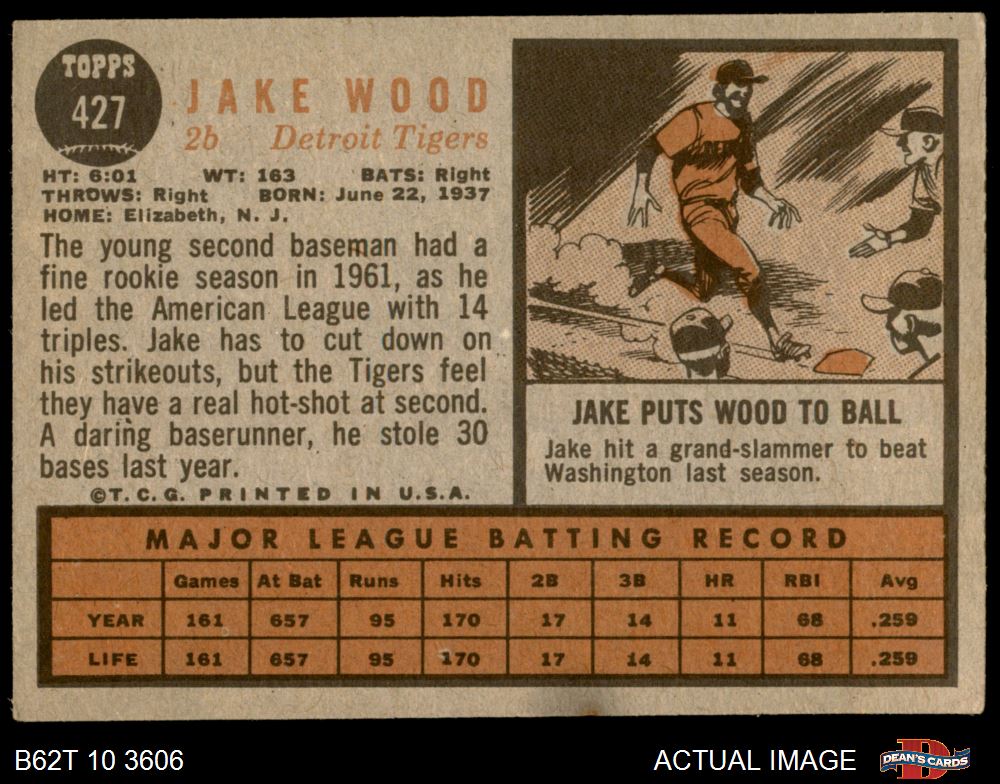 TOPPS
427
JAKE WOOD
2b Detroit Tigers
HT: 6:01 WT: 163 BATS: Right
THROWS: Right BORN: June 22, 1937
HOME: Elizabeth, N. J.
The young second baseman had a
fine rookie season in 1961, as he
led the American League with 14
triples. Jake has to cut down on
his strikeouts, but the Tigers feel
they have a real hot-shot at second.
A daring baserunner, he stole 30
bases last year.
©T.C.G. PRINTED IN U.S.A.
JAKE PUTS WOOD TO BALL
Jake hit a grand-slammer to beat
Washington last season.
MAJOR LEAGUE BATTING RECORD
Games At Bat Runs Hits 2B 3B HR RBI Avg
YEAR 161 657 95 170 17 14 11 68 .259
LIFE 161 657 95 170 17 14 11 68 .259
B62T 10 3606 ACTUAL IMAGE DEAN'S CARDS